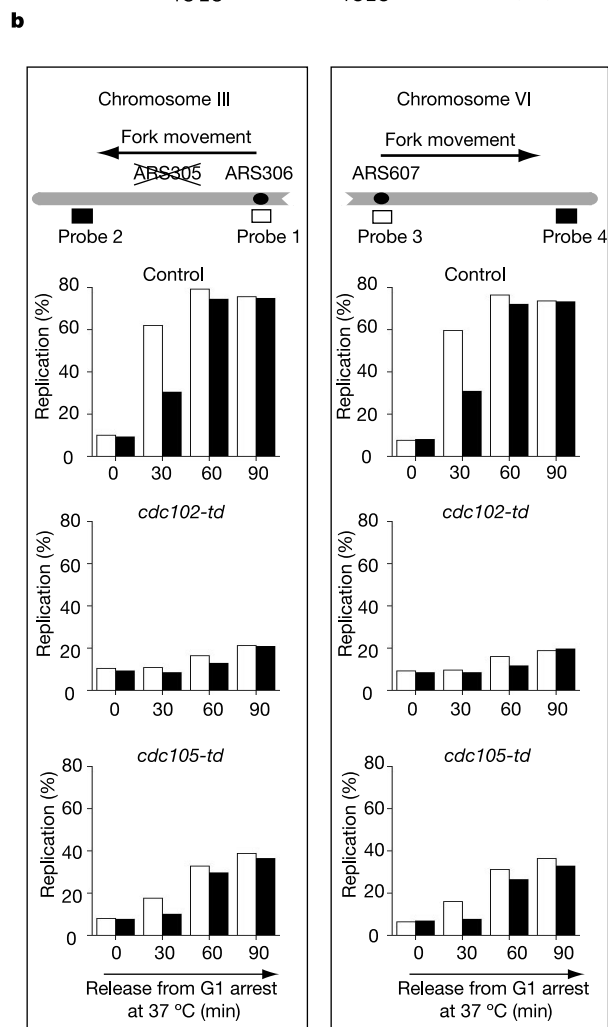 b
Chromosome III
Fork movement
ARS305 ARS306
Probe 2 Probe 1
Control
Replication (%)
80
60
40
20
0
0 30 60 90
cdc102-td
Replication (%)
80
60
40
20
0
0 30 60 90
cdc105-td
Replication (%)
80
60
40
20
0
0 30 60 90
Release from G1 arrest
at 37 ºC (min)
Chromosome VI
Fork movement
ARS607
Probe 3 Probe 4
Control
Replication (%)
80
60
40
20
0
0 30 60 90
cdc102-td
Replication (%)
80
60
40
20
0
0 30 60 90
cdc105-td
Replication (%)
80
60
40
20
0
0 30 60 90
Release from G1 arrest
at 37 ºC (min)